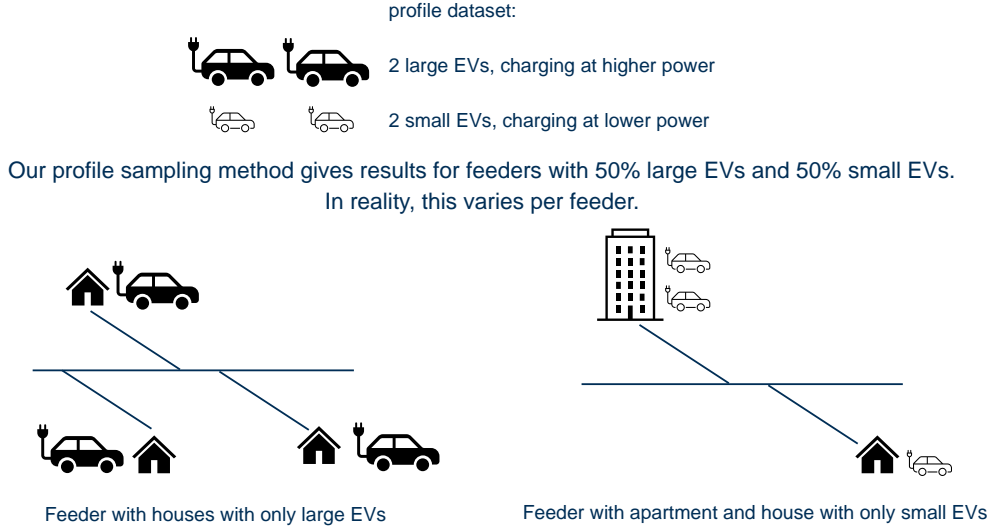 profile dataset:
2 large EVs, charging at higher power
2 small EVs, charging at lower power
Our profile sampling method gives results for feeders with 50% large EVs and 50% small EVs.
In reality, this varies per feeder.
Feeder with houses with only large EVs
Feeder with apartment and house with only small EVs